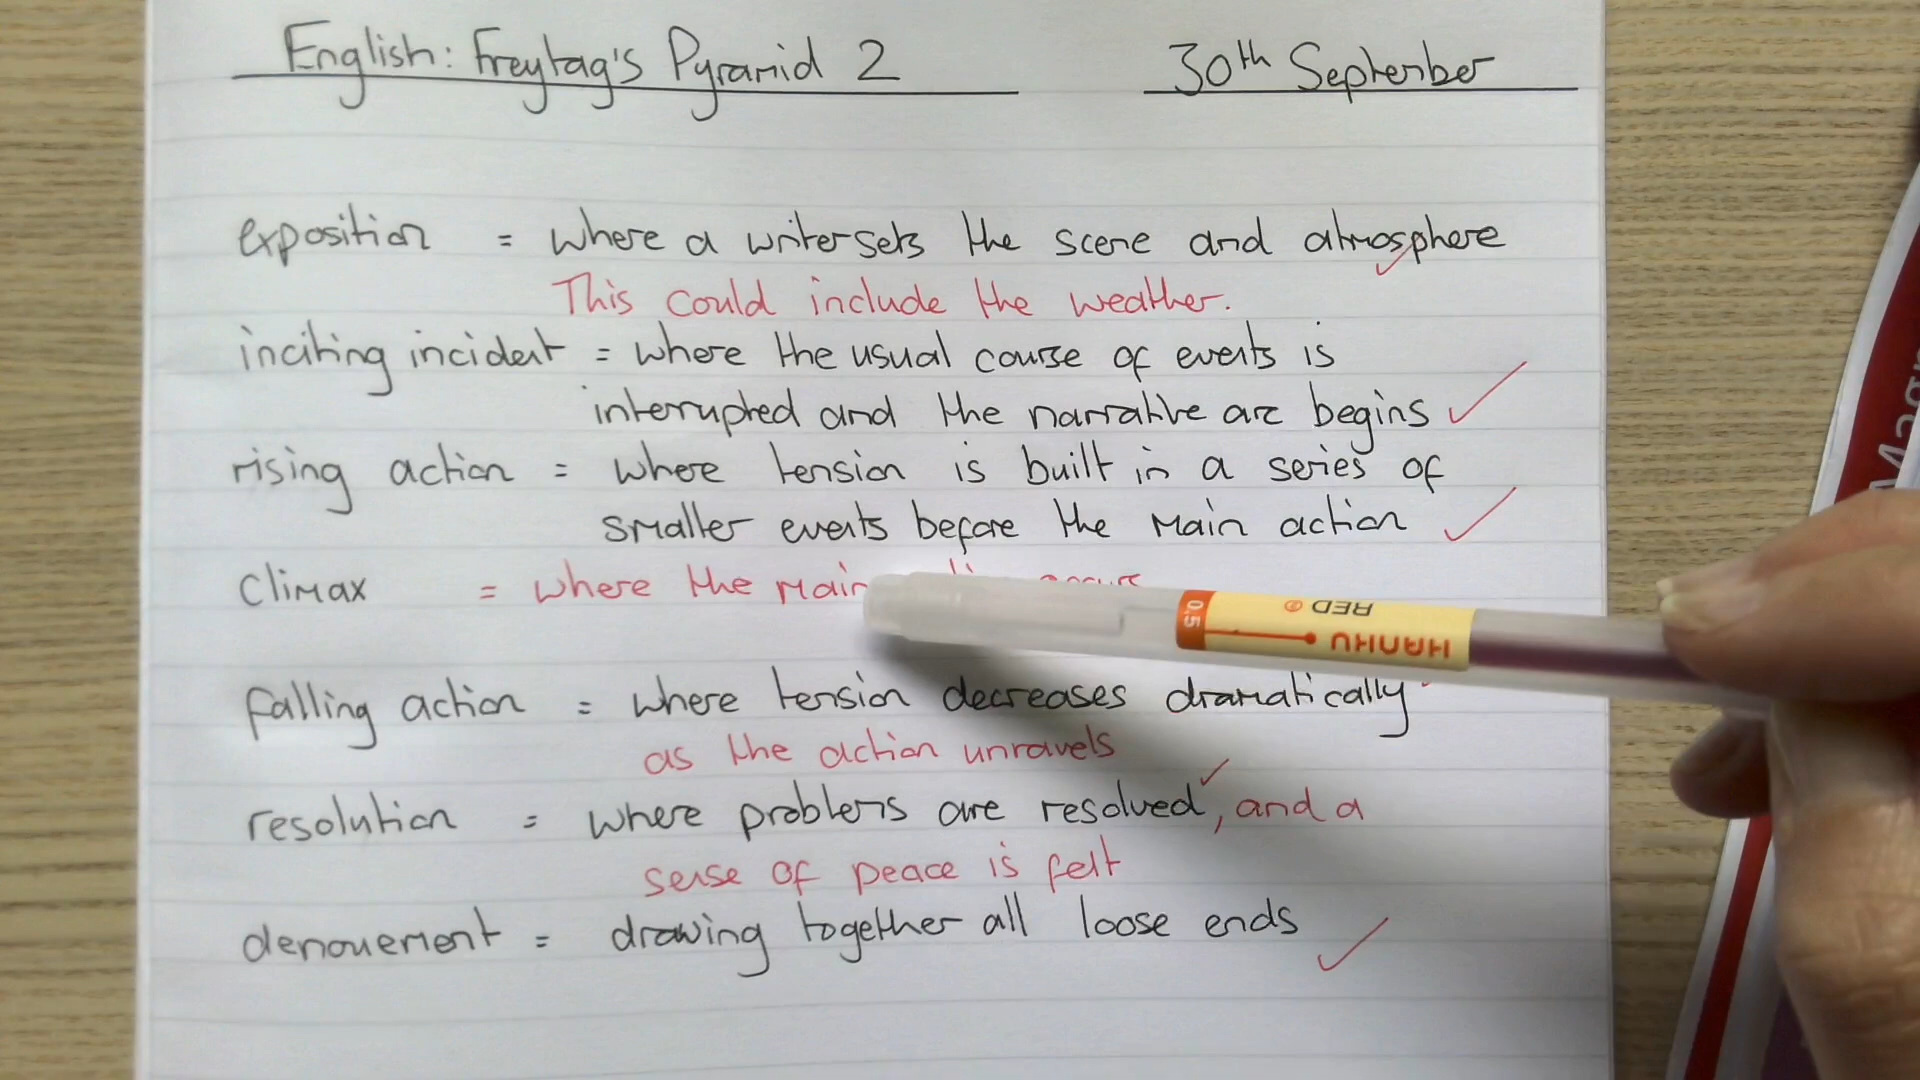 English: Freytag's Pyramid 2 30th September
exposition = where a writer sets the scene and atmosphere
This could include the weather.
inciting incident = where the usual course of events is
interrupted and the narrative arc begins
rising action = where tension is built in a series of
smaller events before the main action
Climax = where the main occurs
HANHU
RED
0.5
falling action = where tension decreases dramatically
as the action unravels
resolution = where problems are resolved, and a
sense of peace is felt
denouement = drawing together all loose ends